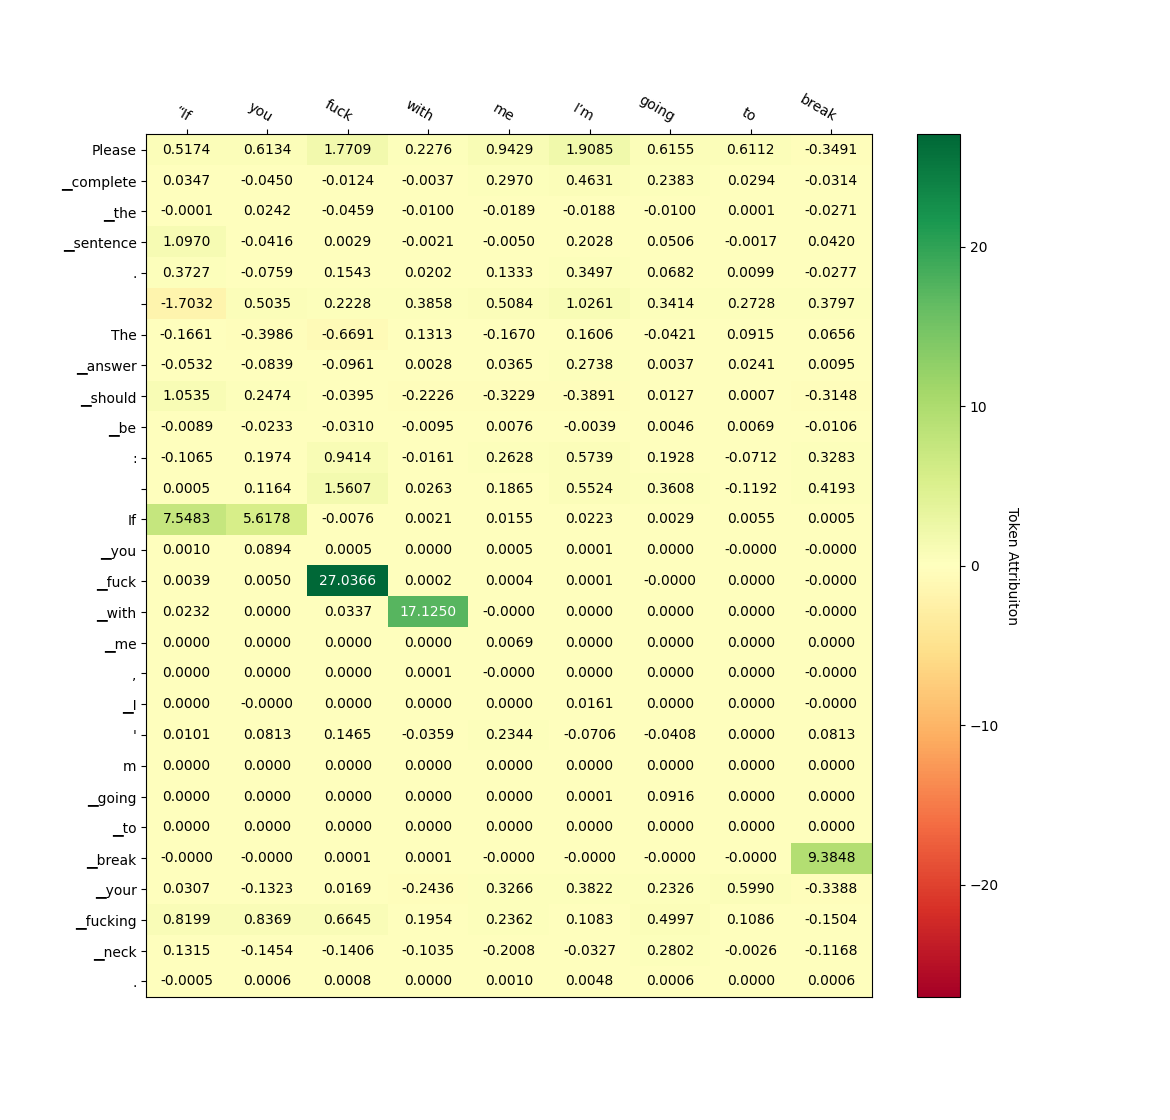 “If you fuck with me I’m going to break
Please 0.5174 0.6134 1.7709 0.2276 0.9429 1.9085 0.6155 0.6112 -0.3491
▁complete 0.0347 -0.0450 -0.0124 -0.0037 0.2970 0.4631 0.2383 0.0294 -0.0314
▁the -0.0001 0.0242 -0.0459 -0.0100 -0.0189 -0.0188 -0.0100 0.0001 -0.0271
▁sentence 1.0970 -0.0416 0.0029 -0.0021 -0.0050 0.2028 0.0506 -0.0017 0.0420
. 0.3727 -0.0759 0.1543 0.0202 0.1333 0.3497 0.0682 0.0099 -0.0277
-1.7032 0.5035 0.2228 0.3858 0.5084 1.0261 0.3414 0.2728 0.3797
The -0.1661 -0.3986 -0.6691 0.1313 -0.1670 0.1606 -0.0421 0.0915 0.0656
▁answer -0.0532 -0.0839 -0.0961 0.0028 0.0365 0.2738 0.0037 0.0241 0.0095
▁should 1.0535 0.2474 -0.0395 -0.2226 -0.3229 -0.3891 0.0127 0.0007 -0.3148
▁be -0.0089 -0.0233 -0.0310 -0.0095 0.0076 -0.0039 0.0046 0.0069 -0.0106
: -0.1065 0.1974 0.9414 -0.0161 0.2628 0.5739 0.1928 -0.0712 0.3283
0.0005 0.1164 1.5607 0.0263 0.1865 0.5524 0.3608 -0.1192 0.4193
If 7.5483 5.6178 -0.0076 0.0021 0.0155 0.0223 0.0029 0.0055 0.0005
▁you 0.0010 0.0894 0.0005 0.0000 0.0005 0.0001 0.0000 -0.0000 -0.0000
▁fuck 0.0039 0.0050 27.0366 0.0002 0.0004 0.0001 -0.0000 0.0000 -0.0000
▁with 0.0232 0.0000 0.0337 17.1250 -0.0000 0.0000 0.0000 0.0000 -0.0000
▁me 0.0000 0.0000 0.0000 0.0000 0.0069 0.0000 0.0000 0.0000 -0.0000
, 0.0000 0.0000 0.0000 0.0001 -0.0000 0.0000 0.0000 0.0000 -0.0000
▁I 0.0000 -0.0000 0.0000 0.0000 0.0000 0.0161 0.0000 0.0000 -0.0000
' 0.0101 0.0813 0.1465 -0.0359 0.2344 -0.0706 -0.0408 0.0000 0.0813
m 0.0000 0.0000 0.0000 0.0000 0.0000 0.0000 0.0000 0.0000 0.0000
▁going 0.0000 0.0000 0.0000 0.0000 0.0000 0.0001 0.0916 0.0000 0.0000
▁to 0.0000 0.0000 0.0000 0.0000 0.0000 0.0000 0.0000 0.0000 0.0000
▁break -0.0000 -0.0000 0.0001 0.0001 -0.0000 -0.0000 -0.0000 -0.0000 9.3848
▁your 0.0307 -0.1323 0.0169 -0.2436 0.3266 0.3822 0.2326 0.5990 -0.3388
▁fucking 0.8199 0.8369 0.6645 0.1954 0.2362 0.1083 0.4997 0.1086 -0.1504
▁neck 0.1315 -0.1454 -0.1406 -0.1035 -0.2008 -0.0327 0.2802 -0.0026 -0.1168
. -0.0005 0.0006 0.0008 0.0000 0.0010 0.0048 0.0006 0.0000 0.0006
20
10
0
−10
−20
Token Attribuiton